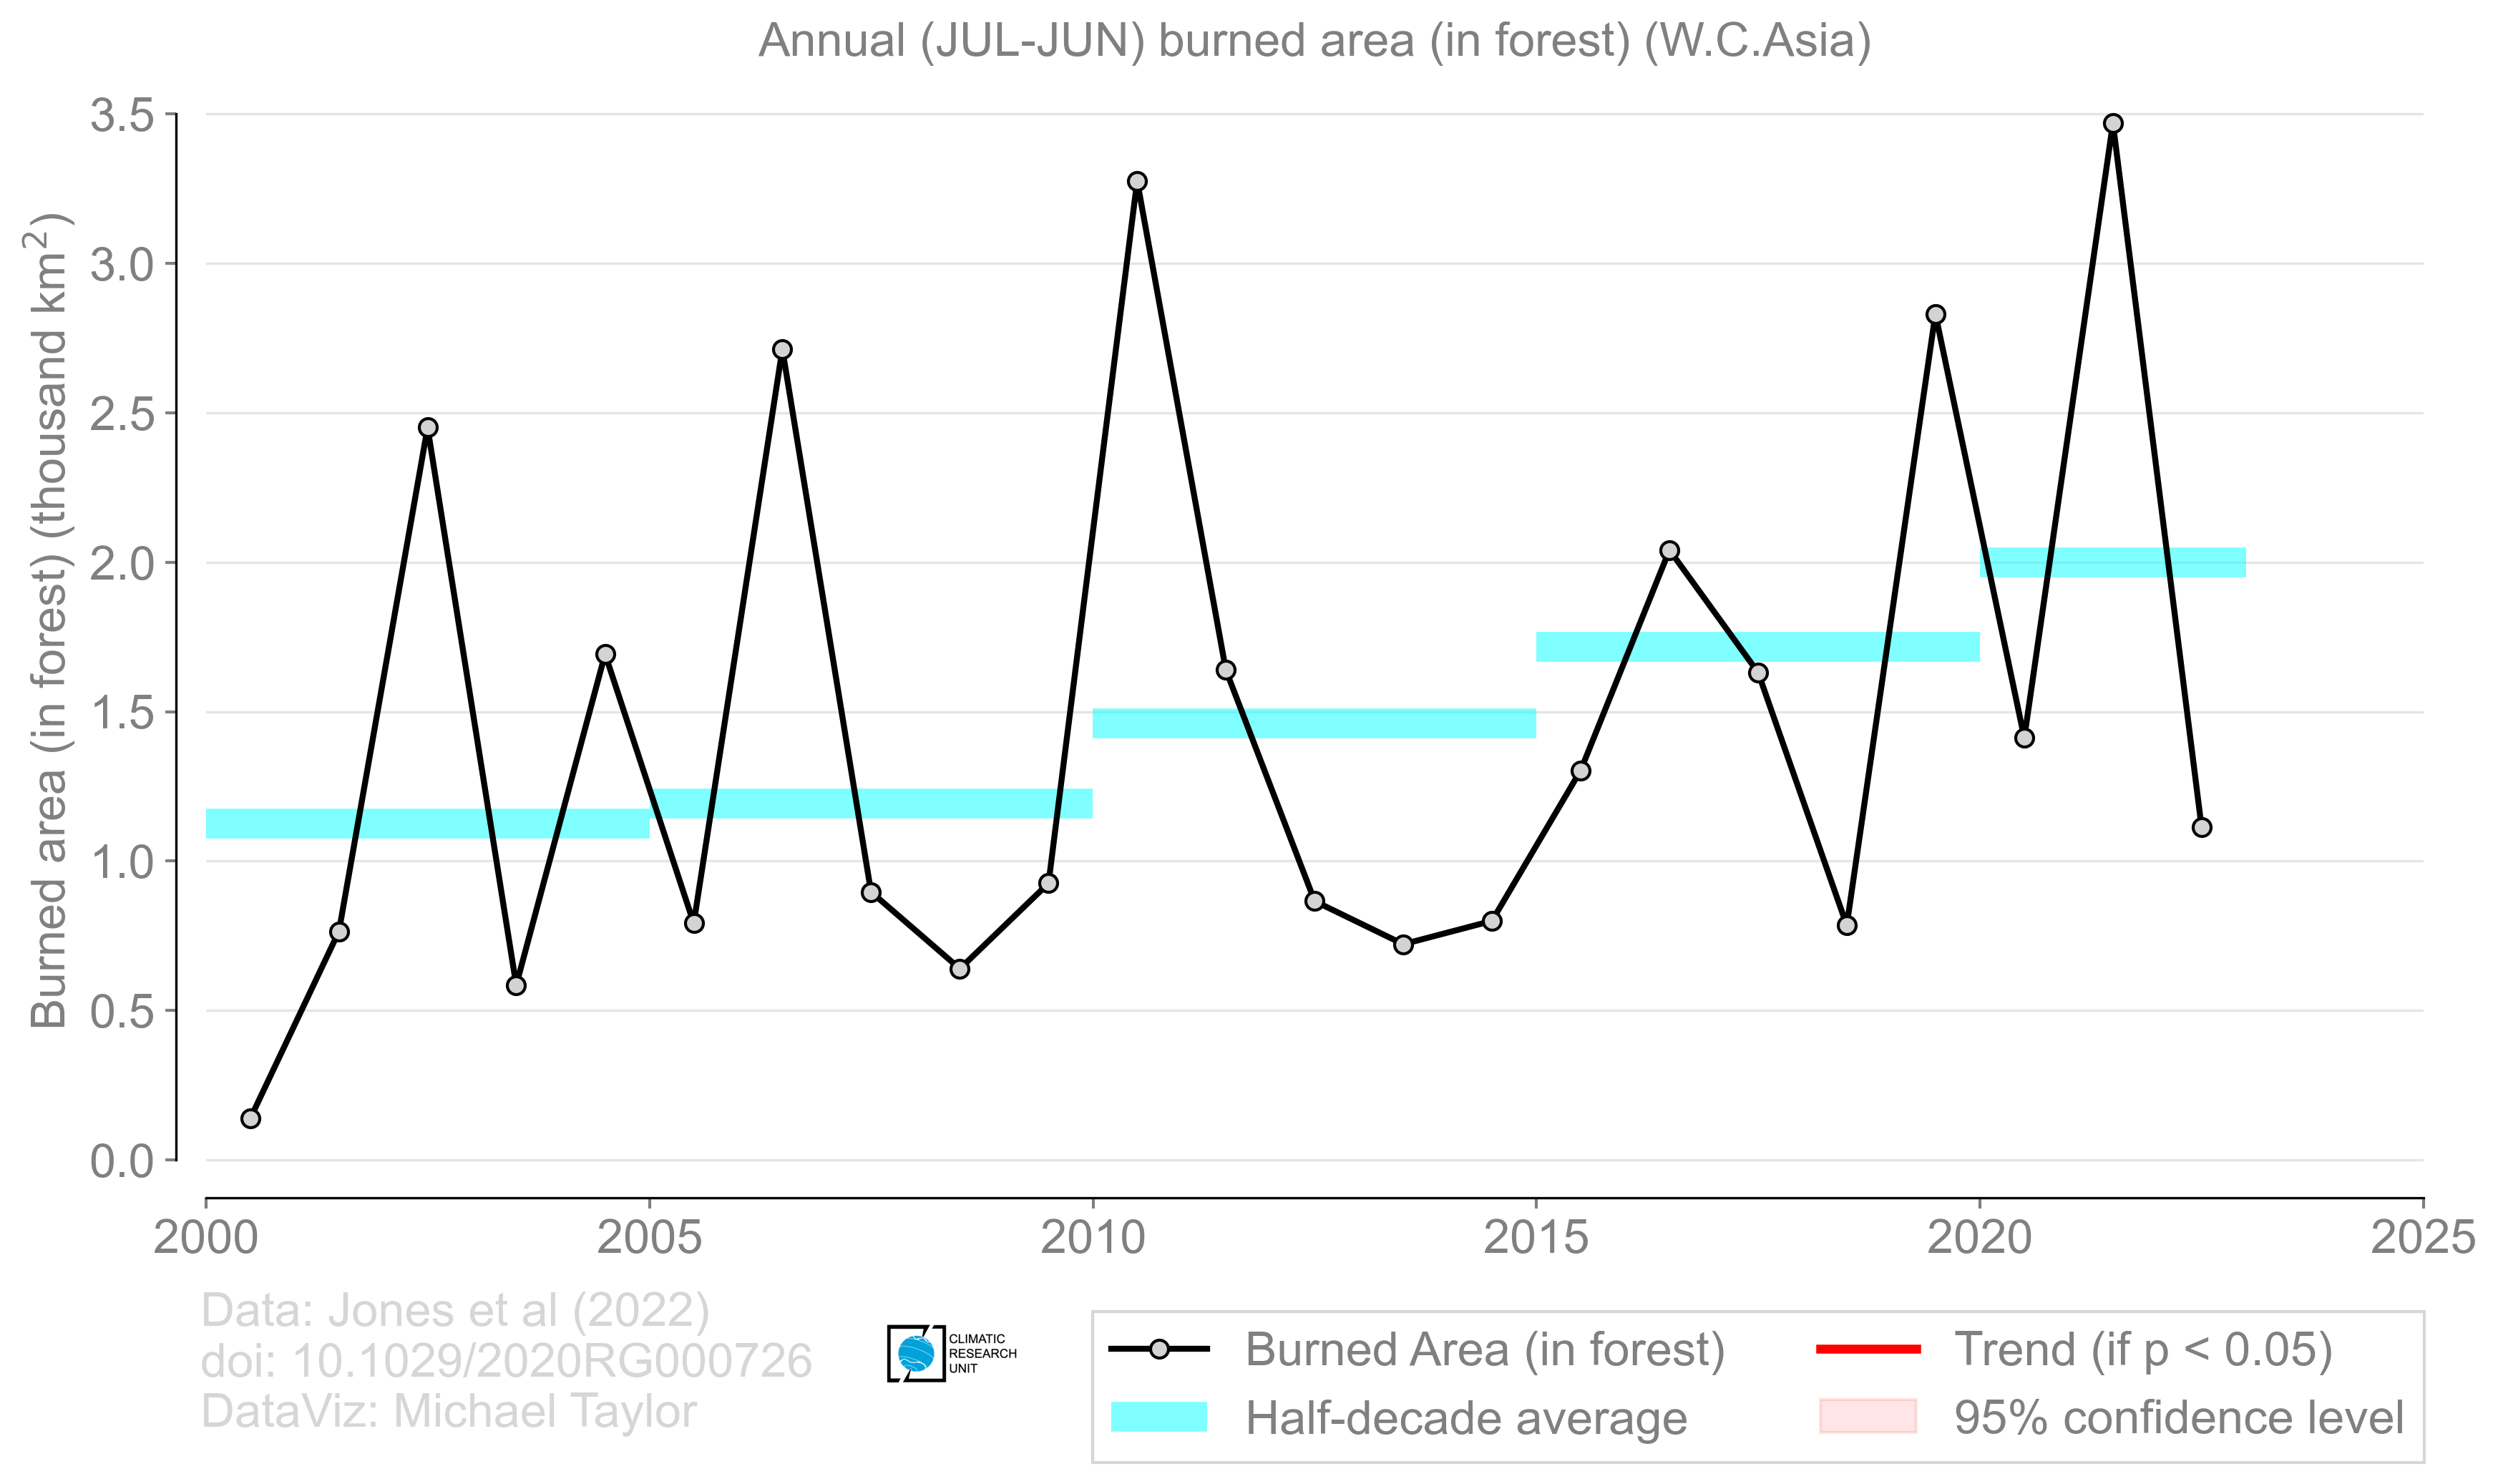 Annual (JUL-JUN) burned area (in forest) (W.C.Asia)
Burned area (in forest) (thousand km²)
3.5
3.0
2.5
2.0
1.5
1.0
0.5
0.0
2000 2005 2010 2015 2020 2025
Data: Jones et al (2022)
doi: 10.1029/2020RG000726
DataViz: Michael Taylor
CLIMATIC
RESEARCH
UNIT
Burned Area (in forest)
Half-decade average
Trend (if p < 0.05)
95% confidence level